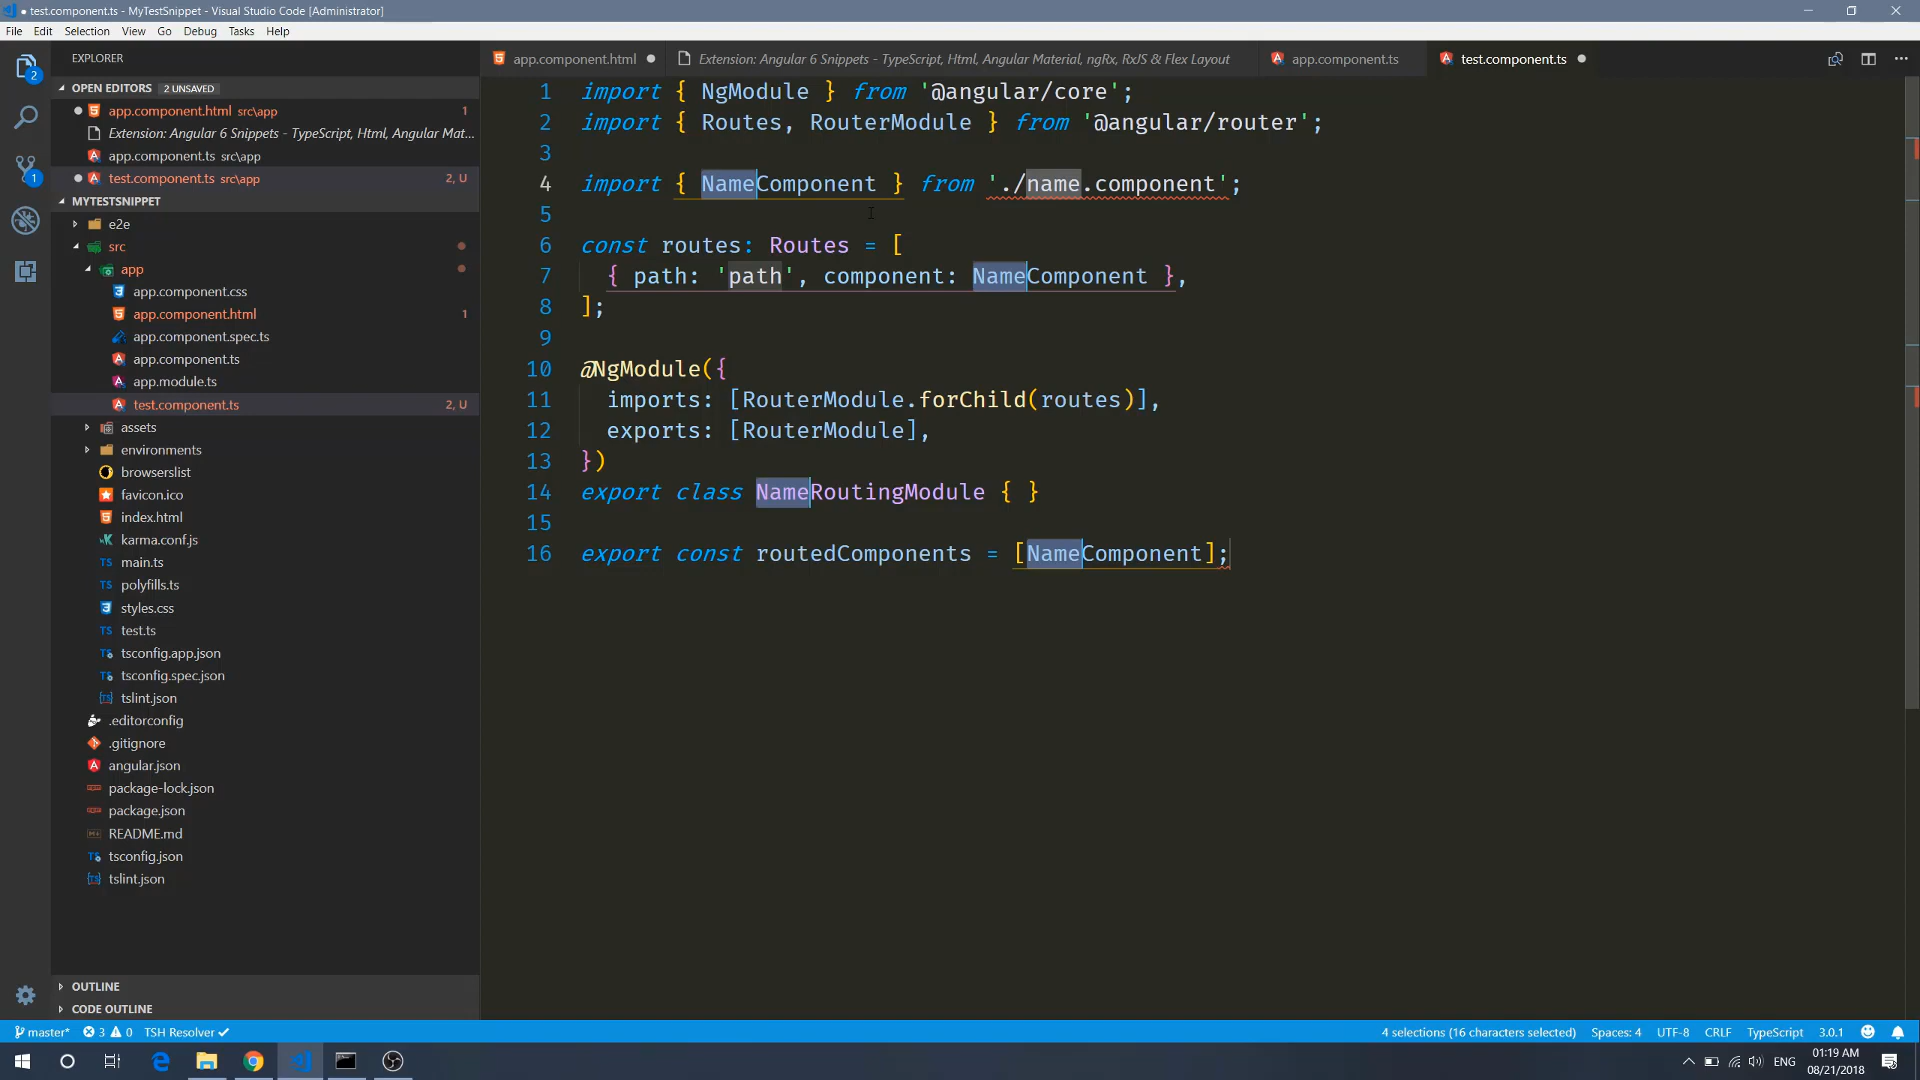 test.component.ts - MyTestSnippet - Visual Studio Code [Administrator]
File Edit Selection View Go Debug Tasks Help
EXPLORER
OPEN EDITORS 2 UNSAVED
app.component.html src\app 1
Extension: Angular 6 Snippets - TypeScript, Html, Angular Mat...
app.component.ts src\app
test.component.ts src\app 2, U
MYTESTSNIPPET
e2e
src
app
app.component.css
app.component.html 1
app.component.spec.ts
app.component.ts
app.module.ts
test.component.ts 2, U
assets
environments
browserslist
favicon.ico
index.html
karma.conf.js
main.ts
polyfills.ts
styles.css
test.ts
tsconfig.app.json
tsconfig.spec.json
tslint.json
.editorconfig
.gitignore
angular.json
package-lock.json
package.json
README.md
tsconfig.json
tslint.json
OUTLINE
CODE OUTLINE
2
1
app.component.html Extension: Angular 6 Snippets - TypeScript, Html, Angular Material, ngRx, RxJS & Flex Layout app.component.ts test.component.ts
1 import { NgModule } from '@angular/core';
2 import { Routes, RouterModule } from '@angular/router';
3
4 import { NameComponent } from './name.component';
5
6 const routes: Routes = [
7 { path: 'path', component: NameComponent },
8 ];
9
10 @NgModule({
11 imports: [RouterModule.forChild(routes)],
12 exports: [RouterModule],
13 })
14 export class NameRoutingModule { }
15
16 export const routedComponents = [NameComponent];
master* 3 0 TSH Resolver 4 selections (16 characters selected) Spaces: 4 UTF-8 CRLF TypeScript 3.0.1
ENG 01:19 AM
08/21/2018